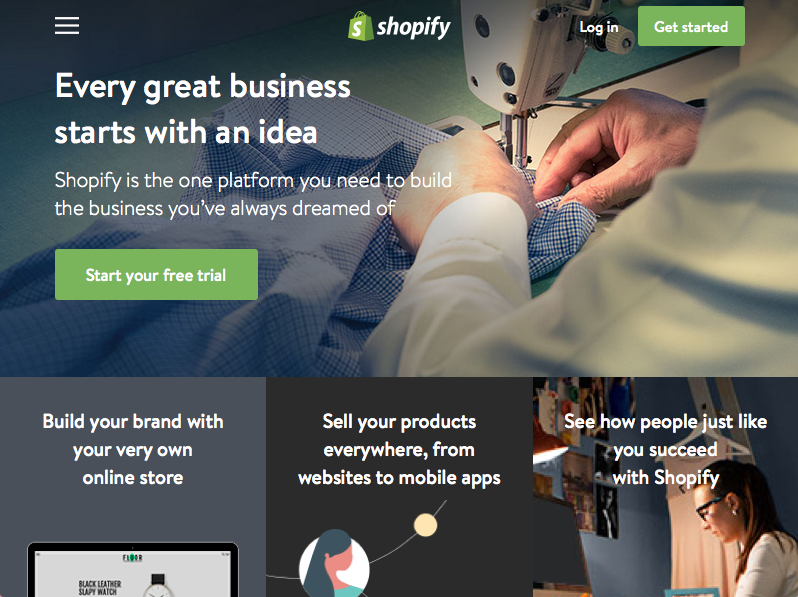 shopify
Log in
Get started
Every great business
starts with an idea
Shopify is the one platform you need to build
the business you've always dreamed of
Start your free trial
Build your brand with
your very own
online store
Sell your products
everywhere, from
websites to mobile apps
See how people just like
you succeed
with Shopify
FLOOR
BLACK LEATHER
SLAPY WATCH